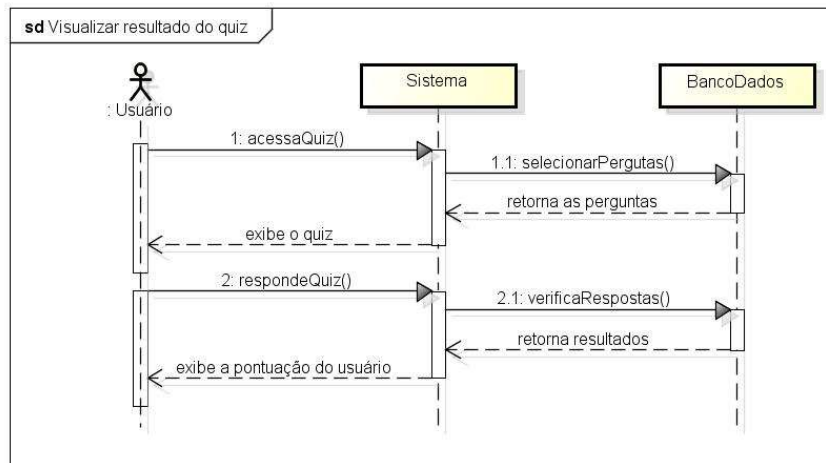 sd Visualizar resultado do quiz
: Usuário
Sistema
BancoDados
1: acessaQuiz()
1.1: selecionarPergutas()
retorna as perguntas
exibe o quiz
2: respondeQuiz()
2.1: verificaRespostas()
retorna resultados
exibe a pontuação do usuário